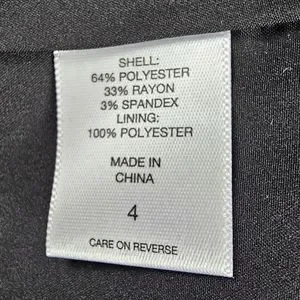 SHELL:
64% POLYESTER
33% RAYON
3% SPANDEX
LINING:
100% POLYESTER
MADE IN
CHINA
4
CARE ON REVERSE